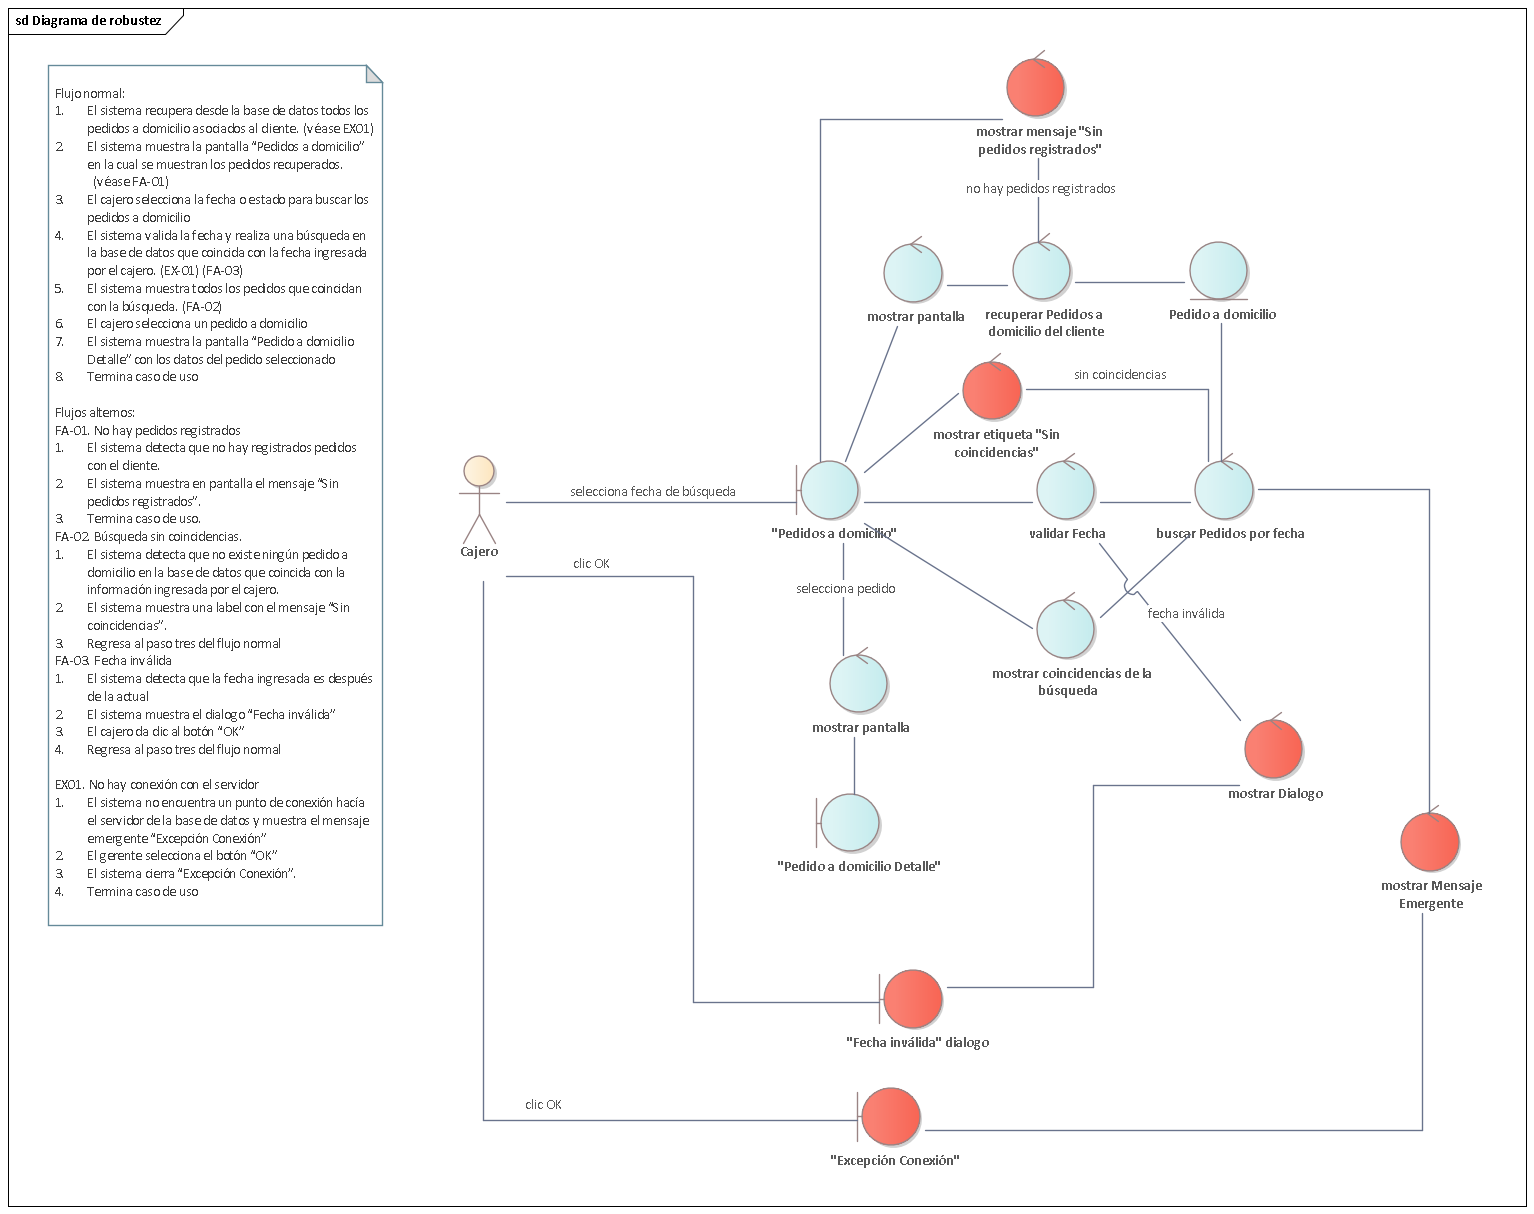 sd Diagrama de robustez
Flujo normal:
1. El sistema recupera desde la base de datos todos los
pedidos a domicilio asociados al cliente. (véase EX01)
2. El sistema muestra la pantalla “Pedidos a domicilio”
en la cual se muestran los pedidos recuperados.
(véase FA-01)
3. El cajero selecciona la fecha o estado para buscar los
pedidos a domicilio
4. El sistema valida la fecha y realiza una búsqueda en
la base de datos que coincida con la fecha ingresada
por el cajero. (EX-01) (FA-03)
5. El sistema muestra todos los pedidos que coincidan
con la búsqueda. (FA-02)
6. El cajero selecciona un pedido a domicilio
7. El sistema muestra la pantalla “Pedido a domicilio
Detalle” con los datos del pedido seleccionado
8. Termina caso de uso
Flujos alternos:
FA-01. No hay pedidos registrados
1. El sistema detecta que no hay registrados pedidos
con el cliente.
2. El sistema muestra en pantalla el mensaje “Sin
pedidos registrados”.
3. Termina caso de uso.
FA-02. Búsqueda sin coincidencias.
1. El sistema detecta que no existe ningún pedido a
domicilio en la base de datos que coincida con la
información ingresada por el cajero.
2. El sistema muestra una label con el mensaje “Sin
coincidencias”.
3. Regresa al paso tres del flujo normal
FA-03. Fecha inválida
1. El sistema detecta que la fecha ingresada es después
de la actual
2. El sistema muestra el dialogo “Fecha inválida”
3. El cajero da clic al botón “OK”
4. Regresa al paso tres del flujo normal
EX01. No hay conexión con el servidor
1. El sistema no encuentra un punto de conexión hacía
el servidor de la base de datos y muestra el mensaje
emergente “Excepción Conexión”
2. El gerente selecciona el botón “OK”
3. El sistema cierra “Excepción Conexión”.
4. Termina caso de uso
mostrar mensaje "Sin
pedidos registrados"
no hay pedidos registrados
mostrar pantalla
recuperar Pedidos a
domicilio del cliente
Pedido a domicilio
sin coincidencias
mostrar etiqueta "Sin
coincidencias"
selecciona fecha de búsqueda
Cajero
"Pedidos a domicilio"
validar Fecha
buscar Pedidos por fecha
clic OK
selecciona pedido
fecha inválida
mostrar coincidencias de la
búsqueda
mostrar pantalla
mostrar Dialogo
"Pedido a domicilio Detalle"
mostrar Mensaje
Emergente
"Fecha inválida" dialogo
clic OK
"Excepción Conexión"